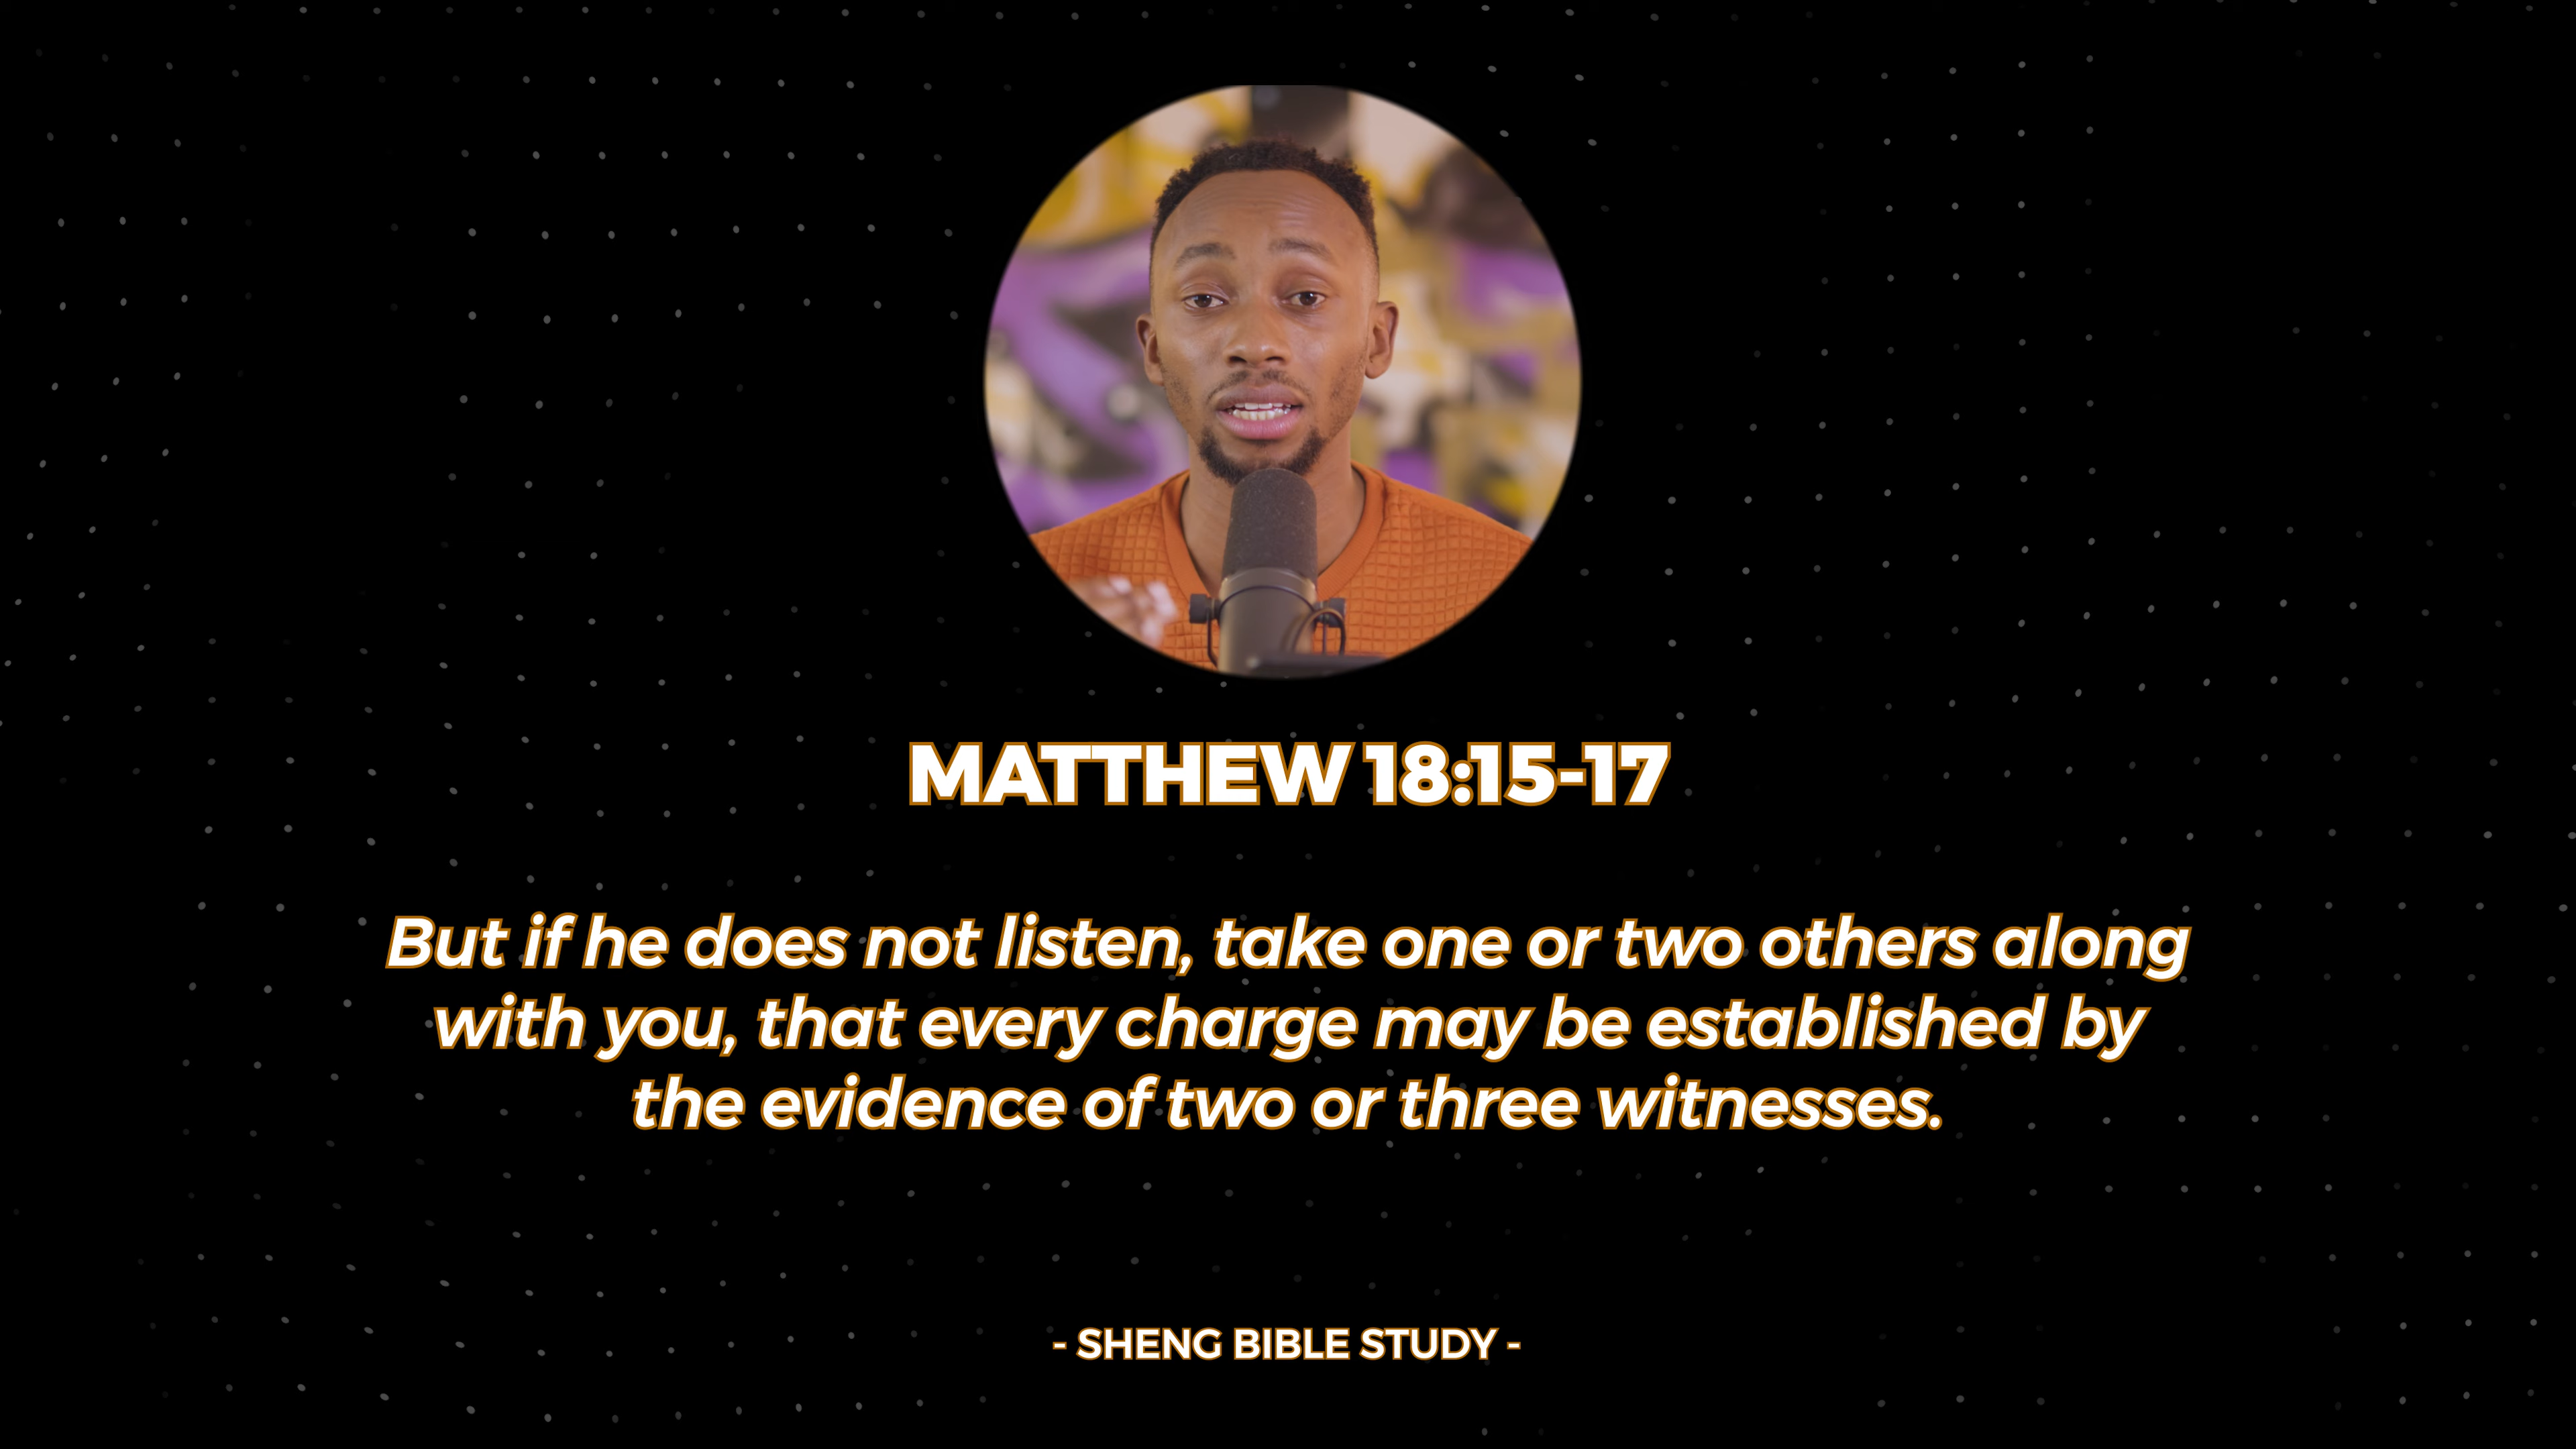 MATTHEW 18:15-17
But if he does not listen, take one or two others along
with you, that every charge may be established by
the evidence of two or three witnesses.
- SHENG BIBLE STUDY -